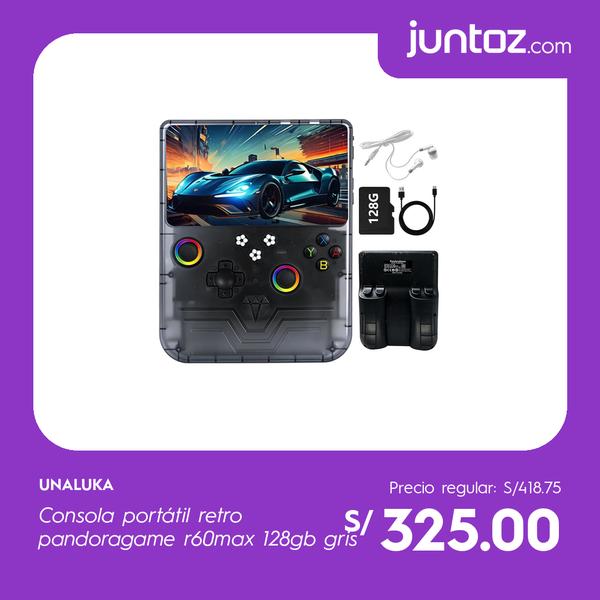 juntoz.com
128G
X
Y
A
B
UNALUKA
Precio regular: S/418.75
Consola portátil retro
pandoragame r60max 128gb gris
S/ 325.00